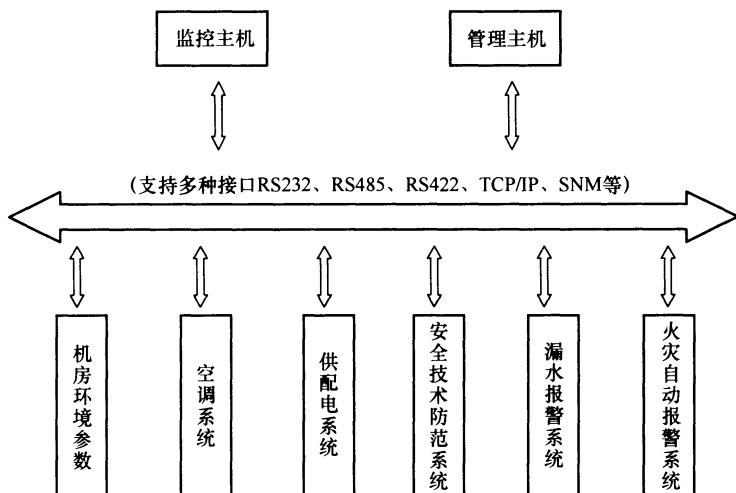 监控主机
管理主机
(支持多种接口RS232、RS485、RS422、TCP/IP、SNM等)
机房环境参数
空调系统
供配电系统
安全技术防范系统
漏水报警系统
火灾自动报警系统